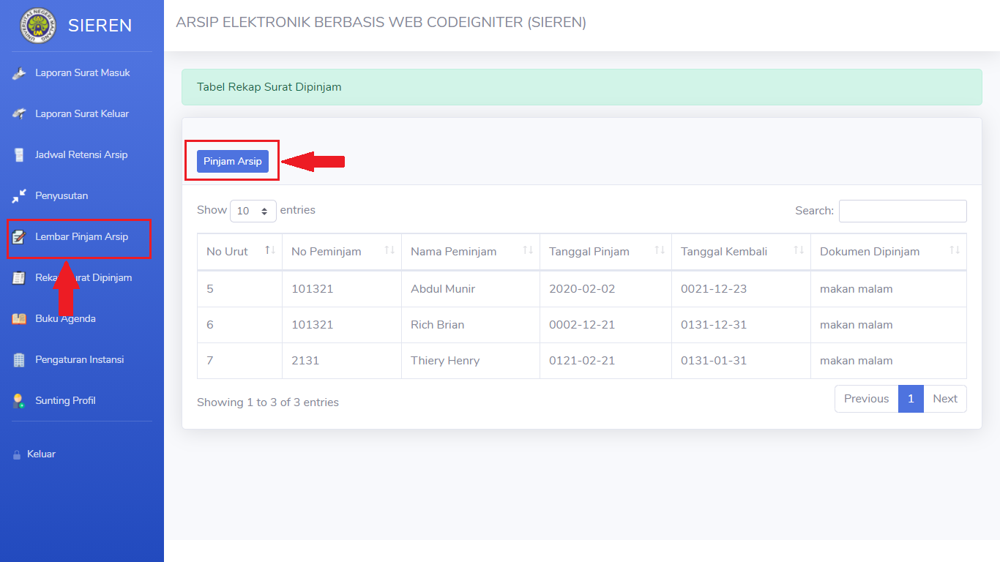 SIEREN
ARSIP ELEKTRONIK BERBASIS WEB CODEIGNITER (SIEREN)
Laporan Surat Masuk
Laporan Surat Keluar
Jadwal Retensi Arsip
Penyusutan
Lembar Pinjam Arsip
Rekap Surat Dipinjam
Buku Agenda
Pengaturan Instansi
Sunting Profil
Keluar
Tabel Rekap Surat Dipinjam
Pinjam Arsip
Show 10 entries Search:
No Urut No Peminjam Nama Peminjam Tanggal Pinjam Tanggal Kembali Dokumen Dipinjam
5 101321 Abdul Munir 2020-02-02 0021-12-23 makan malam
6 101321 Rich Brian 0002-12-21 0131-12-31 makan malam
7 2131 Thiery Henry 0121-02-21 0131-01-31 makan malam
Showing 1 to 3 of 3 entries Previous 1 Next